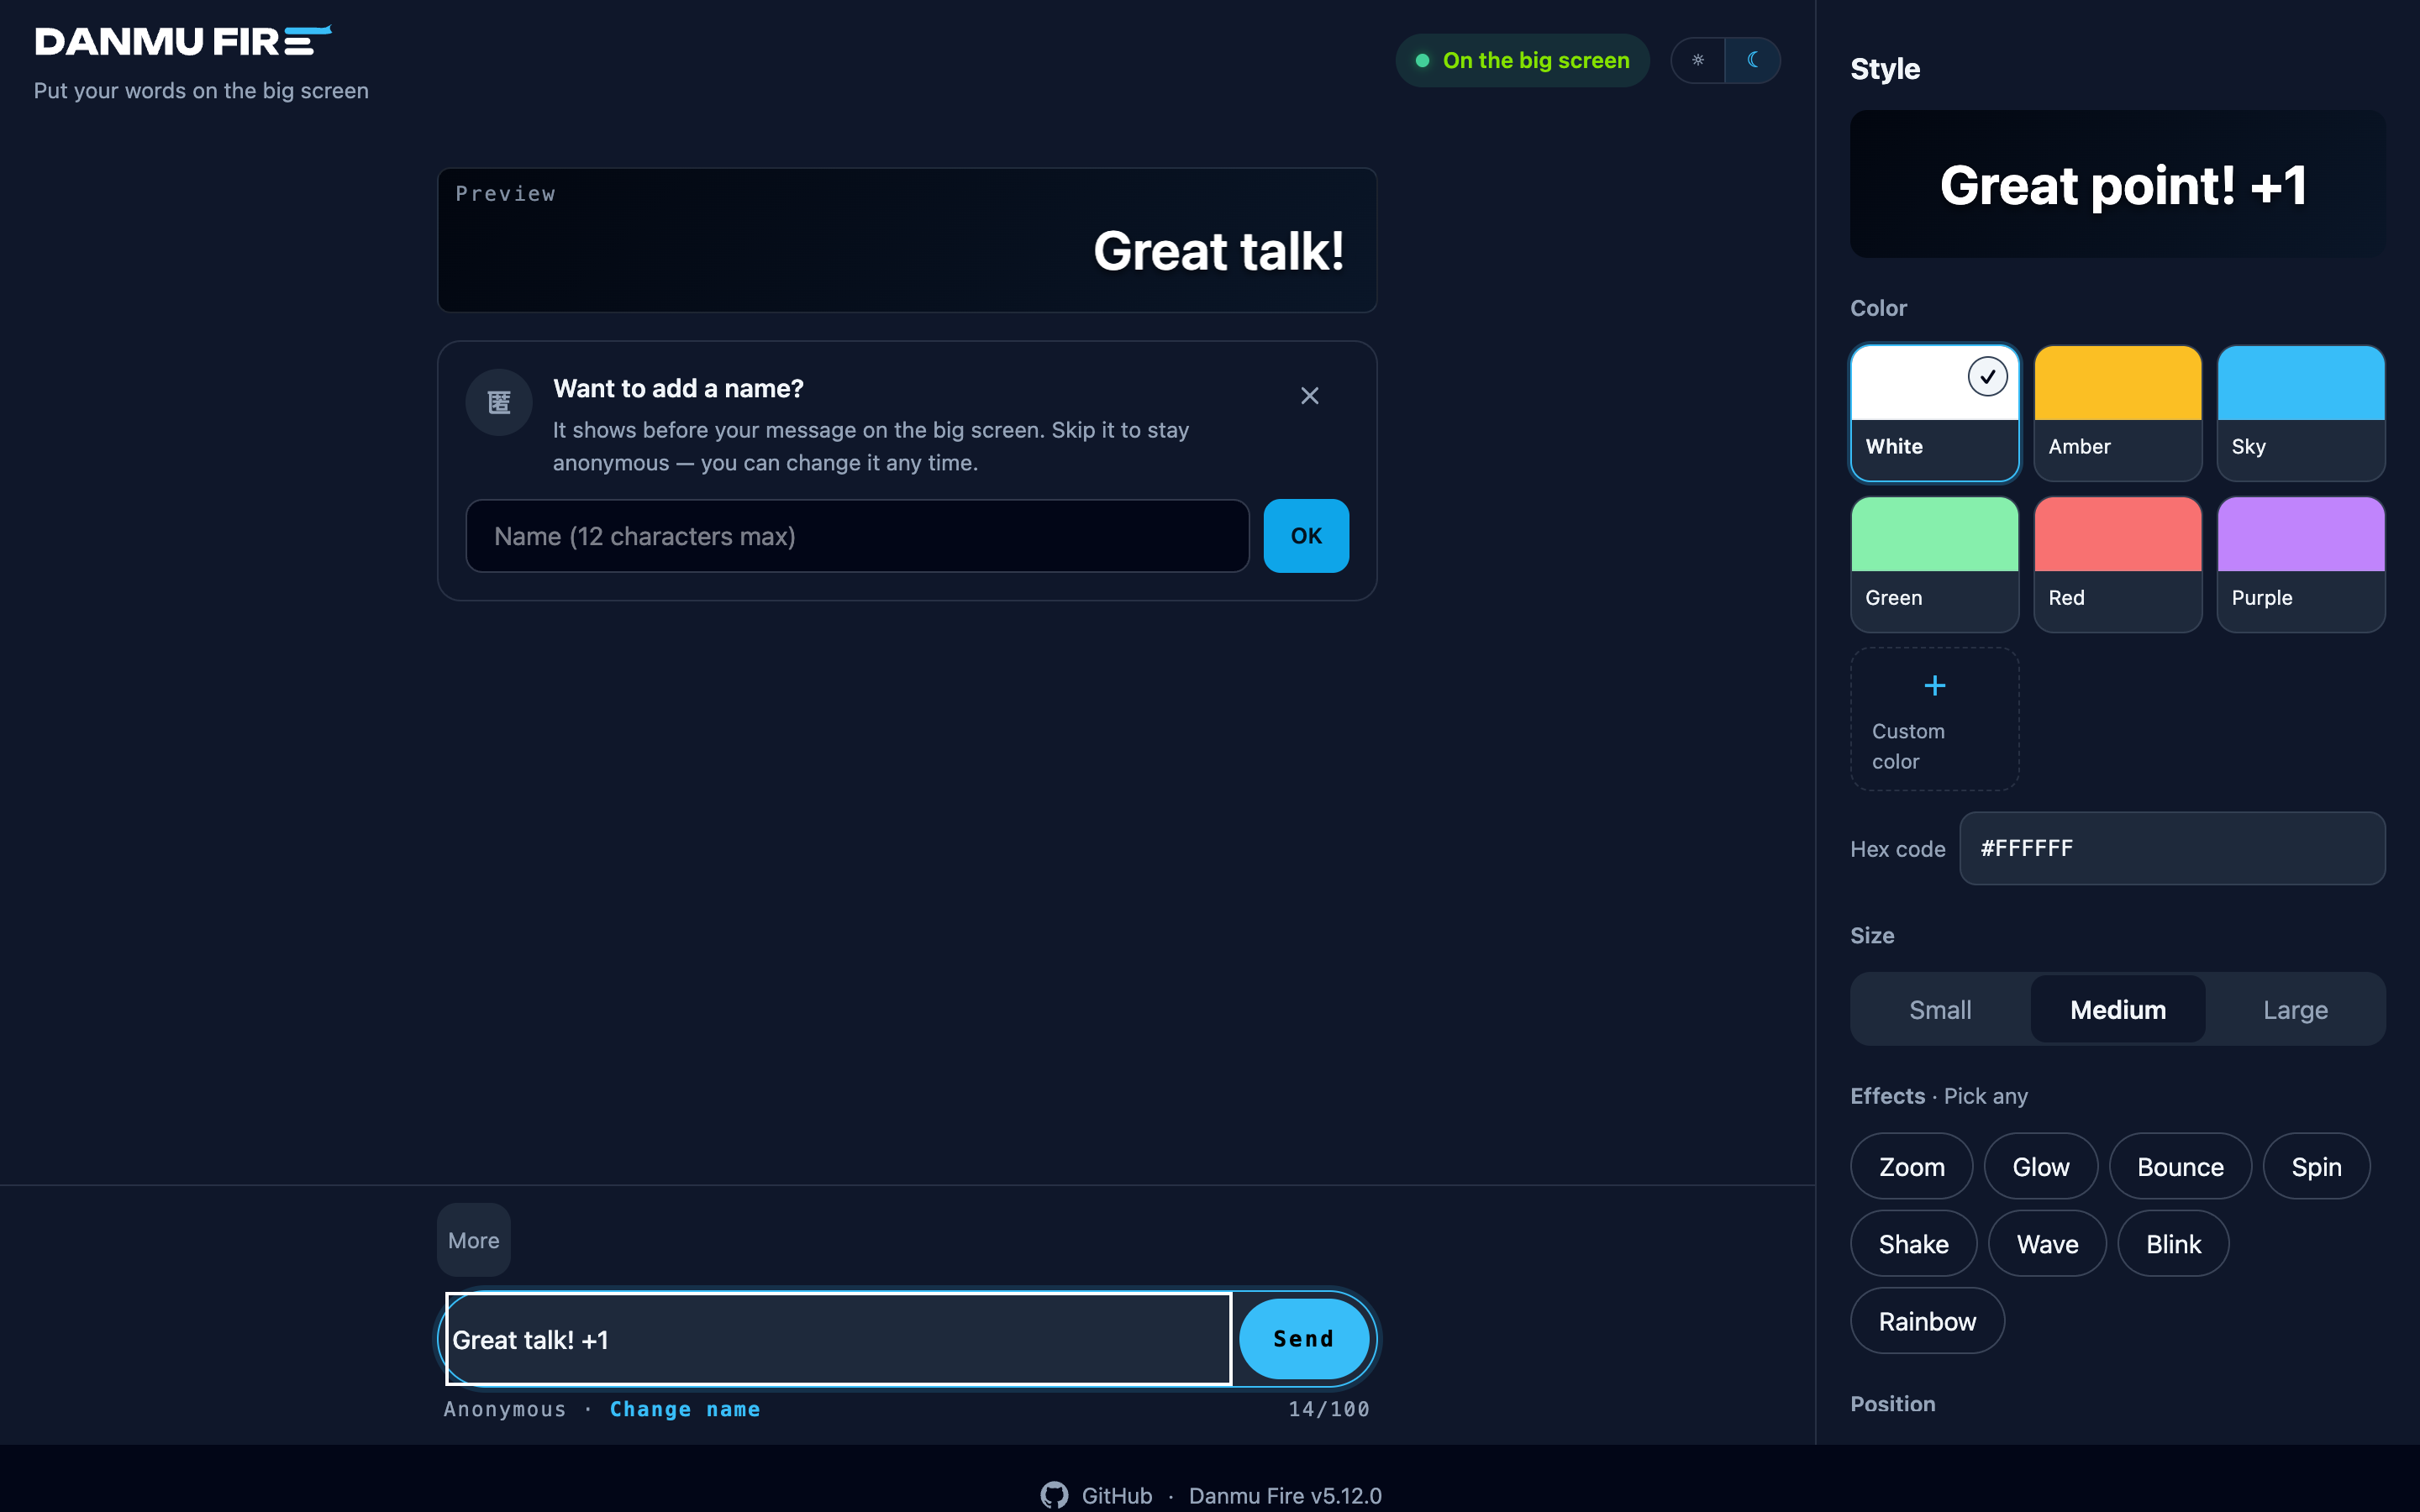 DANMU FIRE
Put your words on the big screen
On the big screen
Preview
Great talk!
匿
Want to add a name?
It shows before your message on the big screen. Skip it to stay
anonymous — you can change it any time.
Name (12 characters max)
OK
More
Great talk! +1
Send
Anonymous · Change name
14/100
Style
Great point! +1
Color
White
Amber
Sky
Green
Red
Purple
+
Custom
color
Hex code
#FFFFFF
Size
Small
Medium
Large
Effects · Pick any
Zoom
Glow
Bounce
Spin
Shake
Wave
Blink
Rainbow
Position
GitHub · Danmu Fire v5.12.0